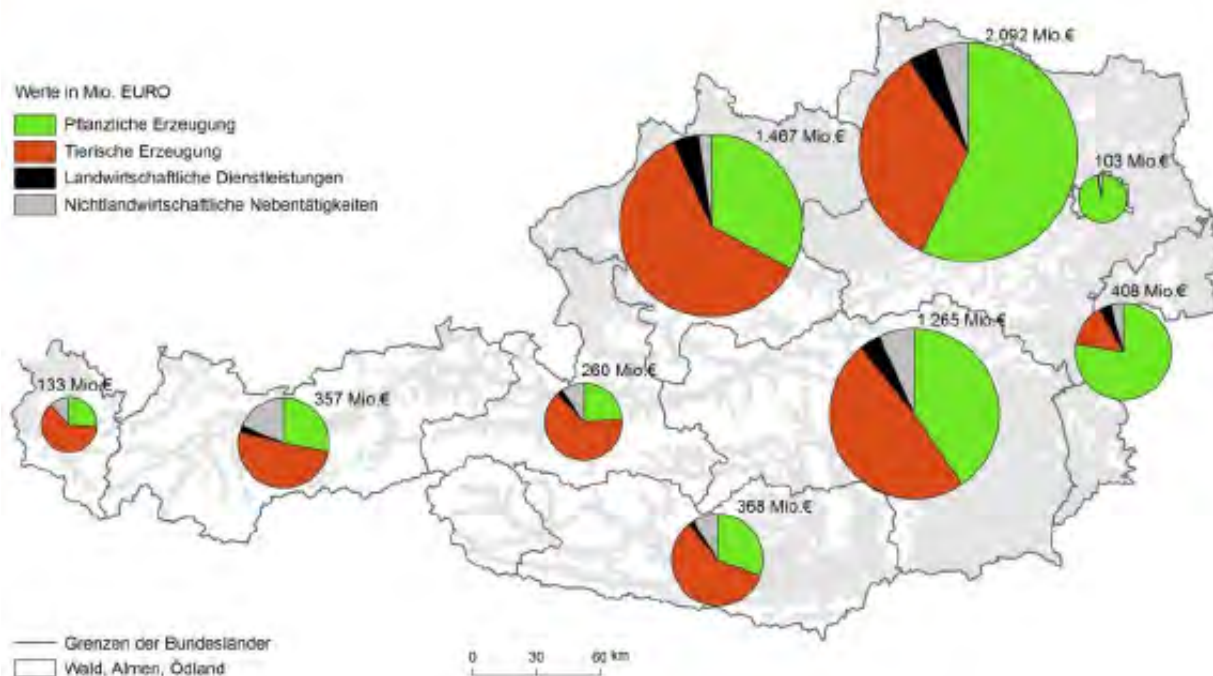 Werte in Mio. EURO
Pflanzliche Erzeugung
Tierische Erzeugung
Landwirtschaftliche Dienstleistungen
Nichtlandwirtschaftliche Nebentätigkeiten
2.092 Mio.€
1.467 Mio.€
103 Mio.€
408 Mio.€
1 265 Mio.€
260 Mio.€
133 Mio.€
357 Mio.€
368 Mio.€
Grenzen der Bundesländer
Wald, Almen, Ödland
0 30 60 km